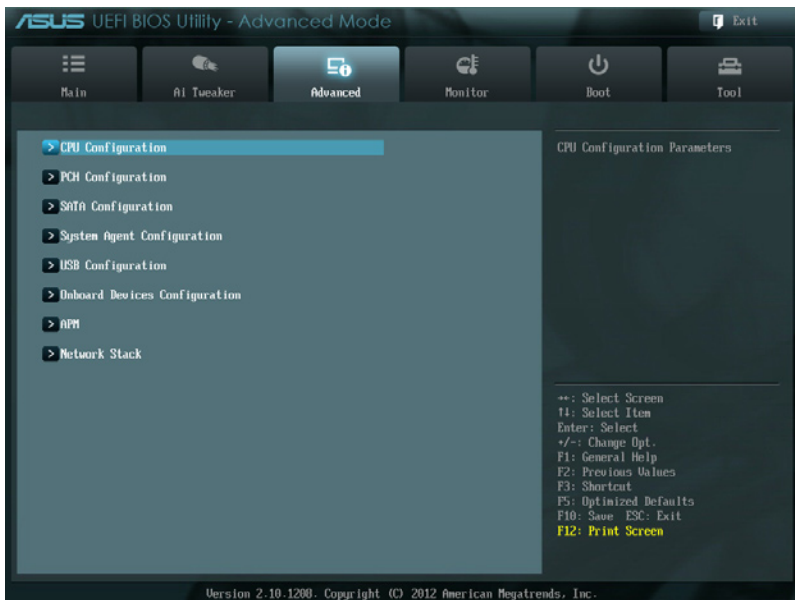 ASUS UEFI BIOS Utility - Advanced Mode
Exit
Main
Ai Tweaker
Advanced
Monitor
Boot
Tool
> CPU Configuration
> PCH Configuration
> SATA Configuration
> System Agent Configuration
> USB Configuration
> Onboard Devices Configuration
> APM
> Network Stack
CPU Configuration Parameters
→←: Select Screen
↑↓: Select Item
Enter: Select
+/-: Change Opt.
F1: General Help
F2: Previous Values
F3: Shortcut
F5: Optimized Defaults
F10: Save ESC: Exit
F12: Print Screen
Version 2.10.1208. Copyright (C) 2012 American Megatrends, Inc.